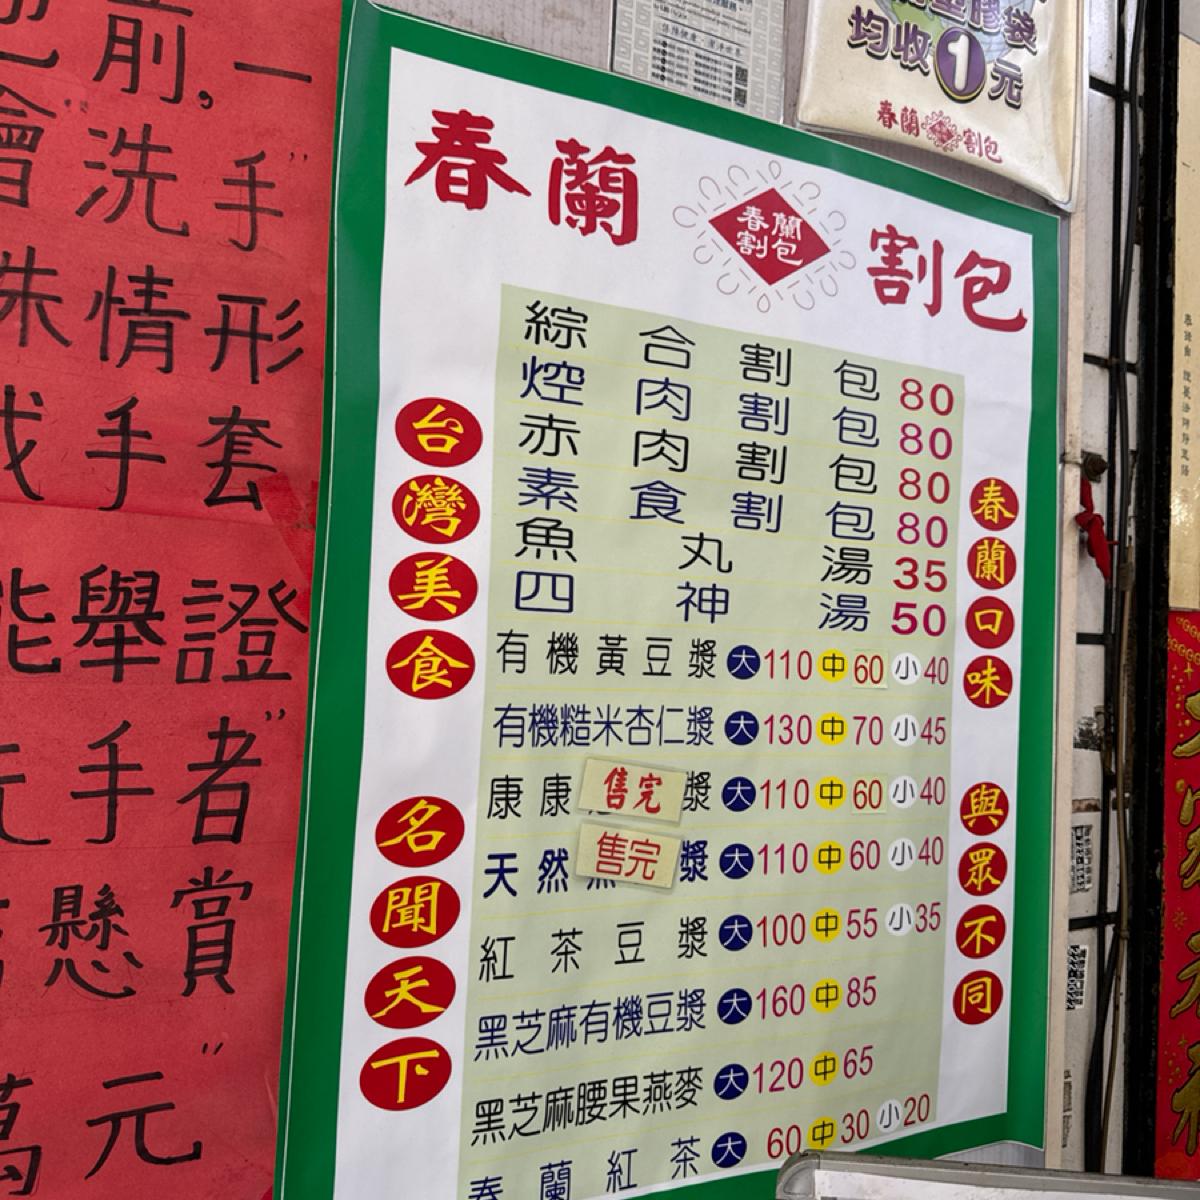 前,一
會洗手"
殊情形
戎手套
能舉證
手者"
懸賞
萬元"
塑膠袋
均收1元
春蘭割包
春蘭 割包
春蘭
割包
綜合割包 80
焢肉割包 80
赤肉割包 80
素食割包 80
魚丸湯 35
四神湯 50
有機黃豆漿 大110 中60 小40
有機糙米杏仁漿 大130 中70 小45
康康 售完 漿 大110 中60 小40
天然 售完 漿 大110 中60 小40
紅茶豆漿 大100 中55 小35
黑芝麻有機豆漿 大160 中85
黑芝麻腰果燕麥 大120 中65
春蘭紅茶 大60 中30 小20
台灣美食
名聞天下
春蘭口味
與眾不同